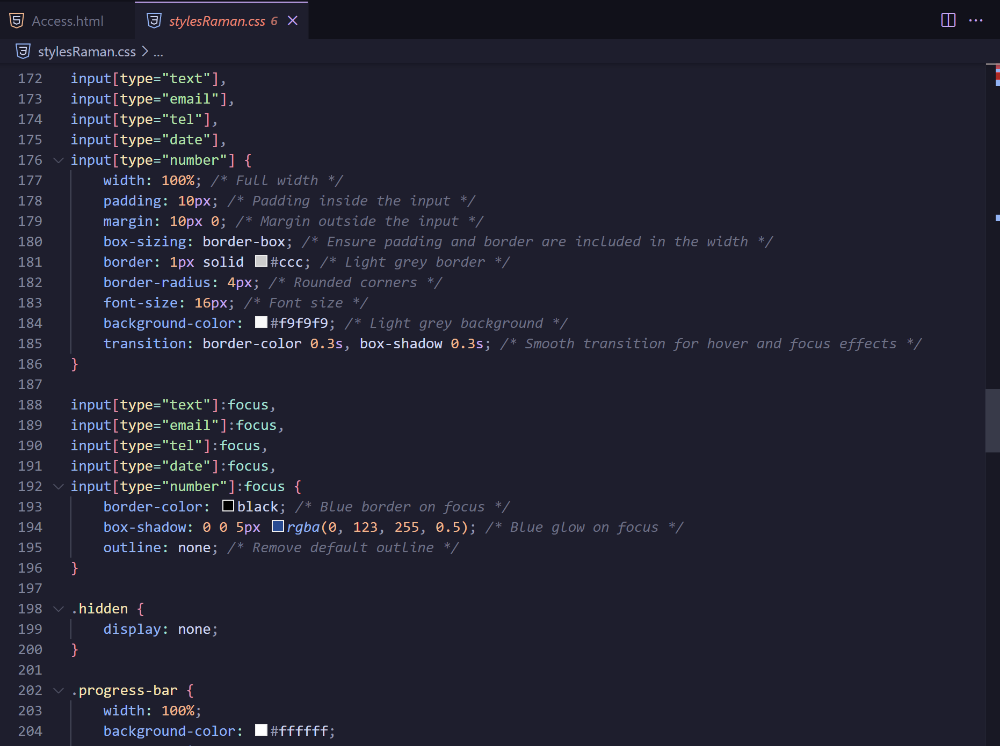 Access.html
stylesRaman.css 6
stylesRaman.css > ...
172 input[type="text"],
173 input[type="email"],
174 input[type="tel"],
175 input[type="date"],
176 input[type="number"] {
177     width: 100%; /* Full width */
178     padding: 10px; /* Padding inside the input */
179     margin: 10px 0; /* Margin outside the input */
180     box-sizing: border-box; /* Ensure padding and border are included in the width */
181     border: 1px solid #ccc; /* Light grey border */
182     border-radius: 4px; /* Rounded corners */
183     font-size: 16px; /* Font size */
184     background-color: #f9f9f9; /* Light grey background */
185     transition: border-color 0.3s, box-shadow 0.3s; /* Smooth transition for hover and focus effects */
186 }
187
188 input[type="text"]:focus,
189 input[type="email"]:focus,
190 input[type="tel"]:focus,
191 input[type="date"]:focus,
192 input[type="number"]:focus {
193     border-color: black; /* Blue border on focus */
194     box-shadow: 0 0 5px rgba(0, 123, 255, 0.5); /* Blue glow on focus */
195     outline: none; /* Remove default outline */
196 }
197
198 .hidden {
199     display: none;
200 }
201
202 .progress-bar {
203     width: 100%;
204     background-color: #ffffff;